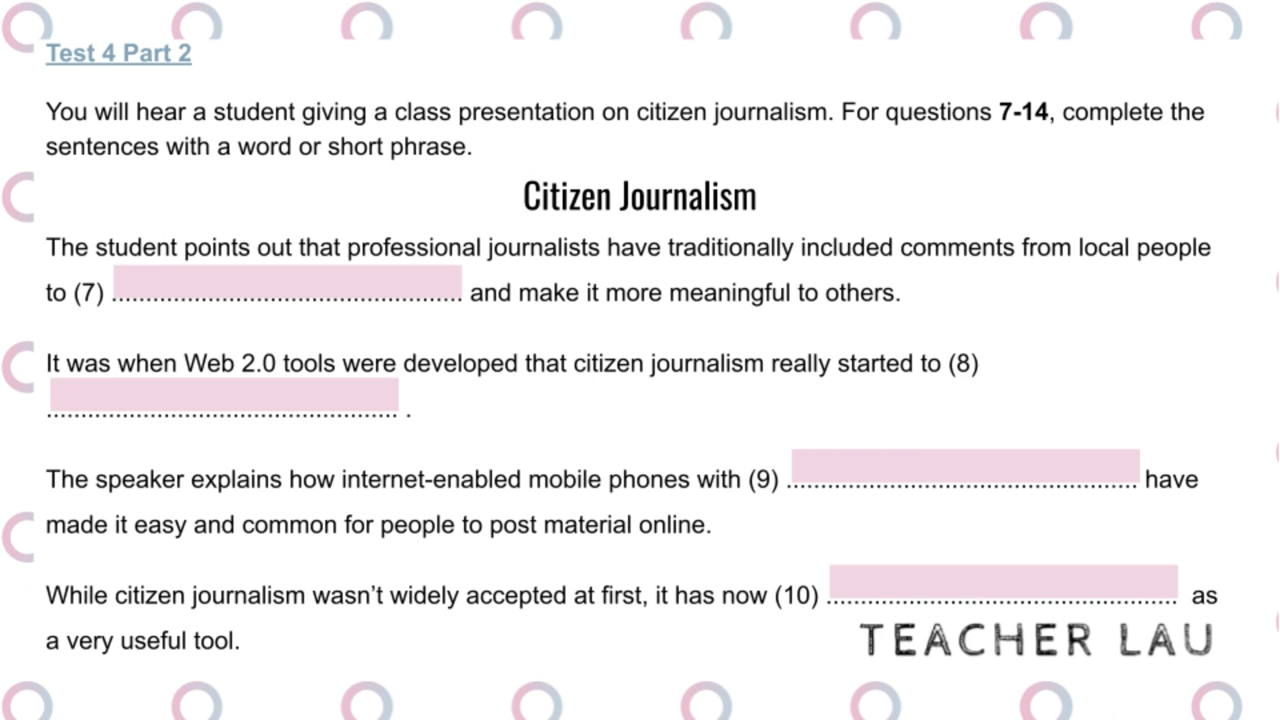 Test 4 Part 2
You will hear a student giving a class presentation on citizen journalism. For questions 7-14, complete the
sentences with a word or short phrase.
Citizen Journalism
The student points out that professional journalists have traditionally included comments from local people
to (7) .................................................. and make it more meaningful to others.
It was when Web 2.0 tools were developed that citizen journalism really started to (8)
.................................................. .
The speaker explains how internet-enabled mobile phones with (9) .................................................. have
made it easy and common for people to post material online.
While citizen journalism wasn’t widely accepted at first, it has now (10) .................................................. as
a very useful tool.
TEACHER LAU